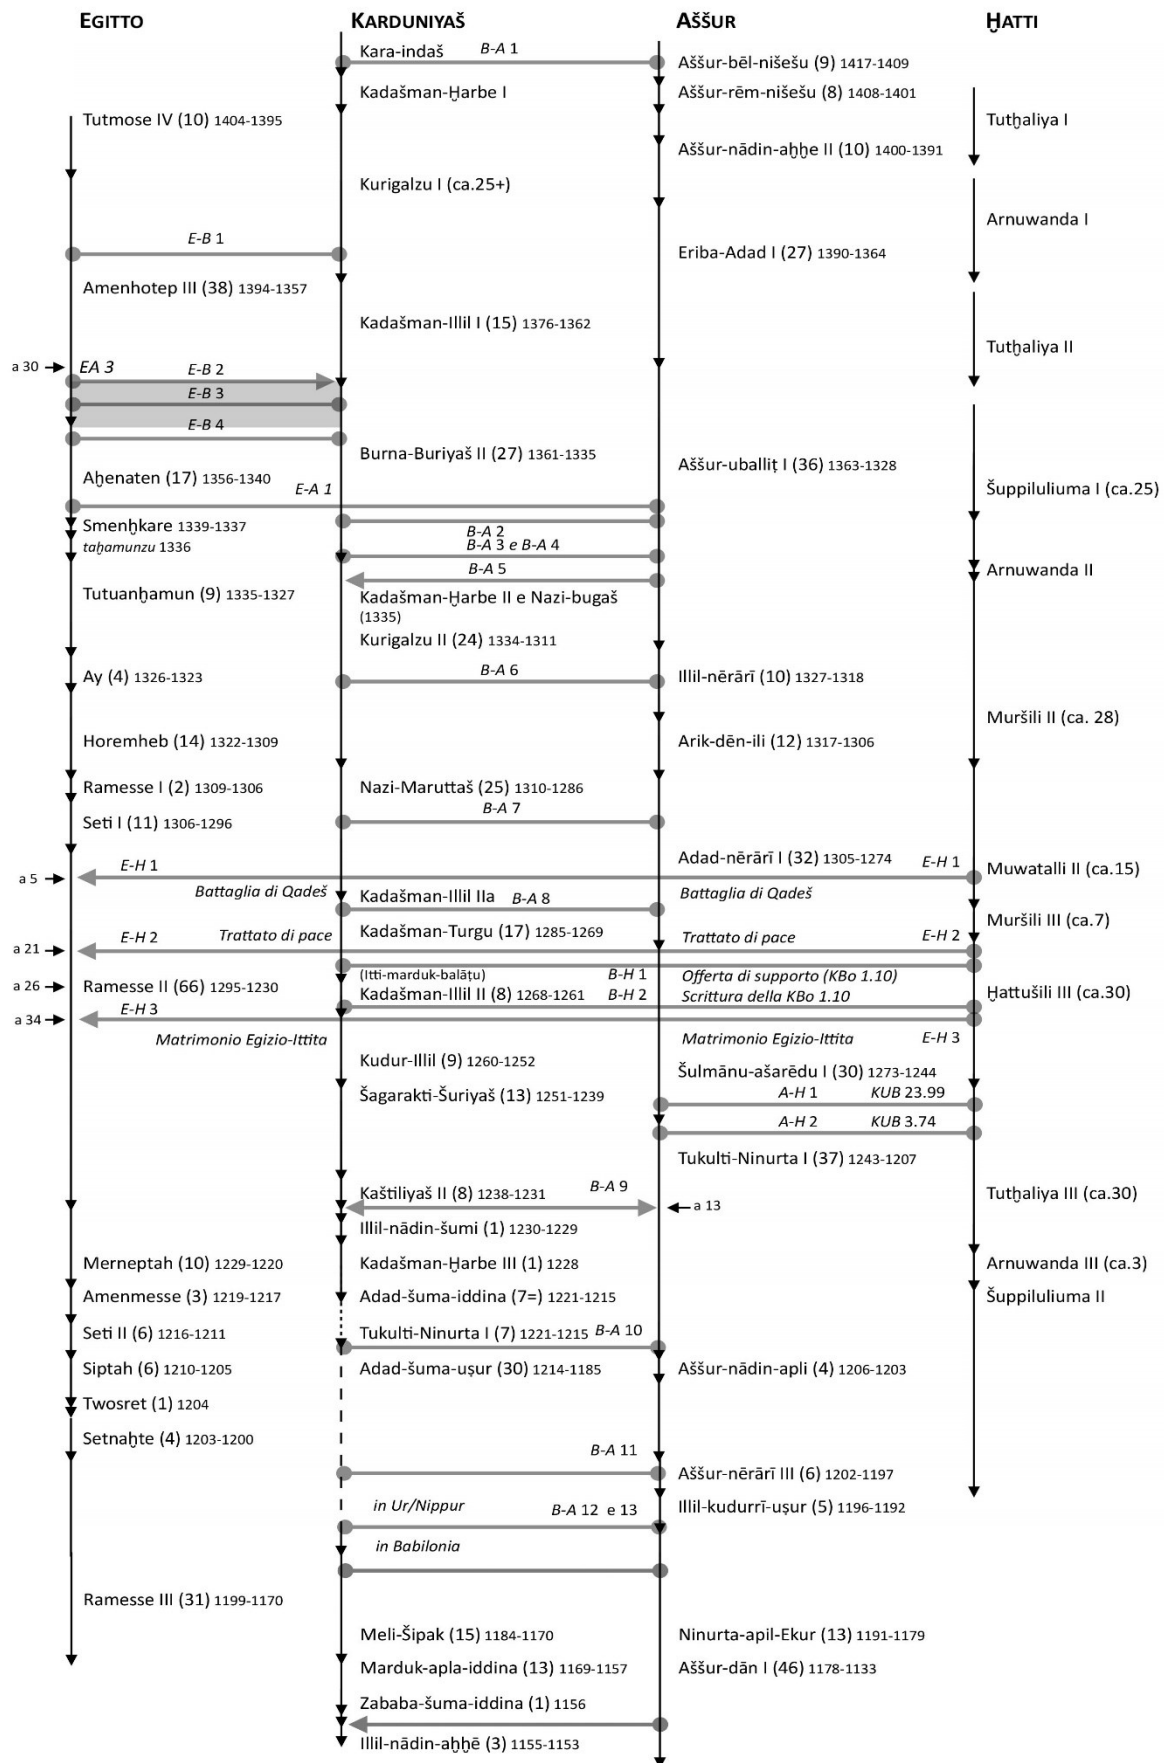 EGITTO KARDUNIYAŠ AŠŠUR ḪATTI
Kara-indaš B-A 1
Aššur-bēl-nišešu (9) 1417-1409
Kadašman-Ḫarbe I Aššur-rēm-nišešu (8) 1408-1401
Tutmose IV (10) 1404-1395 Tutḫaliya I
Aššur-nādin-aḫḫe II (10) 1400-1391
Kurigalzu I (ca.25+)
Arnuwanda I
E-B 1
Eriba-Adad I (27) 1390-1364
Amenhotep III (38) 1394-1357
Kadašman-Illil I (15) 1376-1362
Tutḫaliya II
a 30 EA 3 E-B 2
E-B 3
E-B 4
Burna-Buriyaš II (27) 1361-1335
Aššur-uballiṭ I (36) 1363-1328
Aḫenaten (17) 1356-1340
E-A 1 Šuppiluliuma I (ca.25)
Smenḫkare 1339-1337
B-A 2
taḫamunzu 1336 B-A 3 e B-A 4
B-A 5 Arnuwanda II
Tutuanḫamun (9) 1335-1327 Kadašman-Ḫarbe II e Nazi-bugaš
(1335)
Kurigalzu II (24) 1334-1311
Ay (4) 1326-1323 B-A 6 Illil-nērārī (10) 1327-1318
Muršili II (ca. 28)
Horemheb (14) 1322-1309 Arik-dēn-ili (12) 1317-1306
Ramesse I (2) 1309-1306 Nazi-Maruttaš (25) 1310-1286
B-A 7
Seti I (11) 1306-1296
Adad-nērārī I (32) 1305-1274 E-H 1
a 5 E-H 1 Muwatalli II (ca.15)
Battaglia di Qadeš Kadašman-Illil IIa B-A 8 Battaglia di Qadeš
Muršili III (ca.7)
Kadašman-Turgu (17) 1285-1269
a 21 E-H 2 Trattato di pace Trattato di pace E-H 2
(Itti-marduk-balāṭu) B-H 1 Offerta di supporto (KBo 1.10)
a 26 Ramesse II (66) 1295-1230 Kadašman-Illil II (8) 1268-1261 B-H 2 Scrittura della KBo 1.10 Ḫattušili III (ca.30)
a 34 E-H 3
Matrimonio Egizio-Ittita Matrimonio Egizio-Ittita E-H 3
Kudur-Illil (9) 1260-1252
Šulmānu-ašarēdu I (30) 1273-1244
Šagarakti-Šuriyaš (13) 1251-1239 A-H 1 KUB 23.99
A-H 2 KUB 3.74
Tukulti-Ninurta I (37) 1243-1207
Kaštiliyaš II (8) 1238-1231 B-A 9 Tutḫaliya III (ca.30)
a 13
Illil-nādin-šumi (1) 1230-1229
Merneptah (10) 1229-1220 Kadašman-Ḫarbe III (1) 1228 Arnuwanda III (ca.3)
Amenmesse (3) 1219-1217 Adad-šuma-iddina (7=) 1221-1215 Šuppiluliuma II
Seti II (6) 1216-1211 Tukulti-Ninurta I (7) 1221-1215 B-A 10
Siptah (6) 1210-1205 Adad-šuma-uṣur (30) 1214-1185 Aššur-nādin-apli (4) 1206-1203
Twosret (1) 1204
Setnaḫte (4) 1203-1200
B-A 11
Aššur-nērārī III (6) 1202-1197
in Ur/Nippur B-A 12 e 13 Illil-kudurrī-uṣur (5) 1196-1192
in Babilonia
Ramesse III (31) 1199-1170
Meli-Šipak (15) 1184-1170 Ninurta-apil-Ekur (13) 1191-1179
Marduk-apla-iddina (13) 1169-1157 Aššur-dān I (46) 1178-1133
Zababa-šuma-iddina (1) 1156
Illil-nādin-aḫḫē (3) 1155-1153